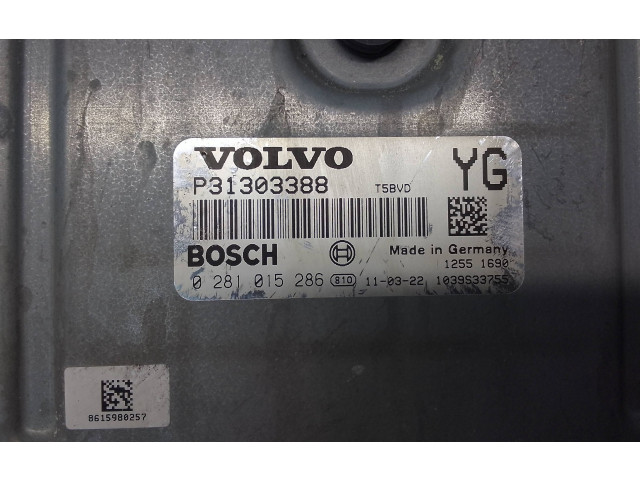 VOLVO YG
P31303388 T5BVD
BOSCH Made in Germany
1255 1690
0 281 015 286 810 11-03-22 1039S33755
8615980257